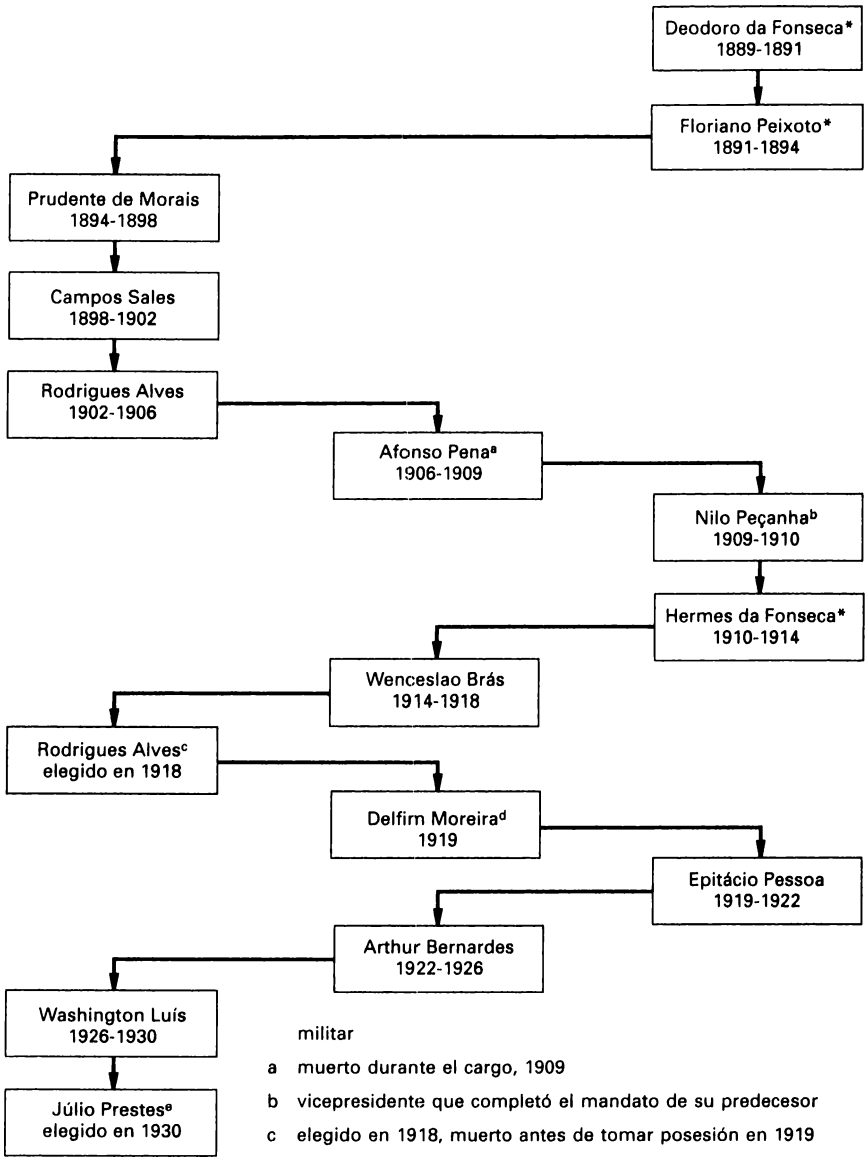 Deodoro da Fonseca*
1889-1891
Floriano Peixoto*
1891-1894
Prudente de Morais
1894-1898
Campos Sales
1898-1902
Rodrigues Alves
1902-1906
Afonso Penaª
1906-1909
Nilo Peçanhaᵇ
1909-1910
Hermes da Fonseca*
1910-1914
Wenceslao Brás
1914-1918
Rodrigues Alvesᶜ
elegido en 1918
Delfim Moreiraᵈ
1919
Epitácio Pessoa
1919-1922
Arthur Bernardes
1922-1926
Washington Luís
1926-1930
Júlio Prestesᵉ
elegido en 1930
militar
a muerto durante el cargo, 1909
b vicepresidente que completó el mandato de su predecesor
c elegido en 1918, muerto antes de tomar posesión en 1919